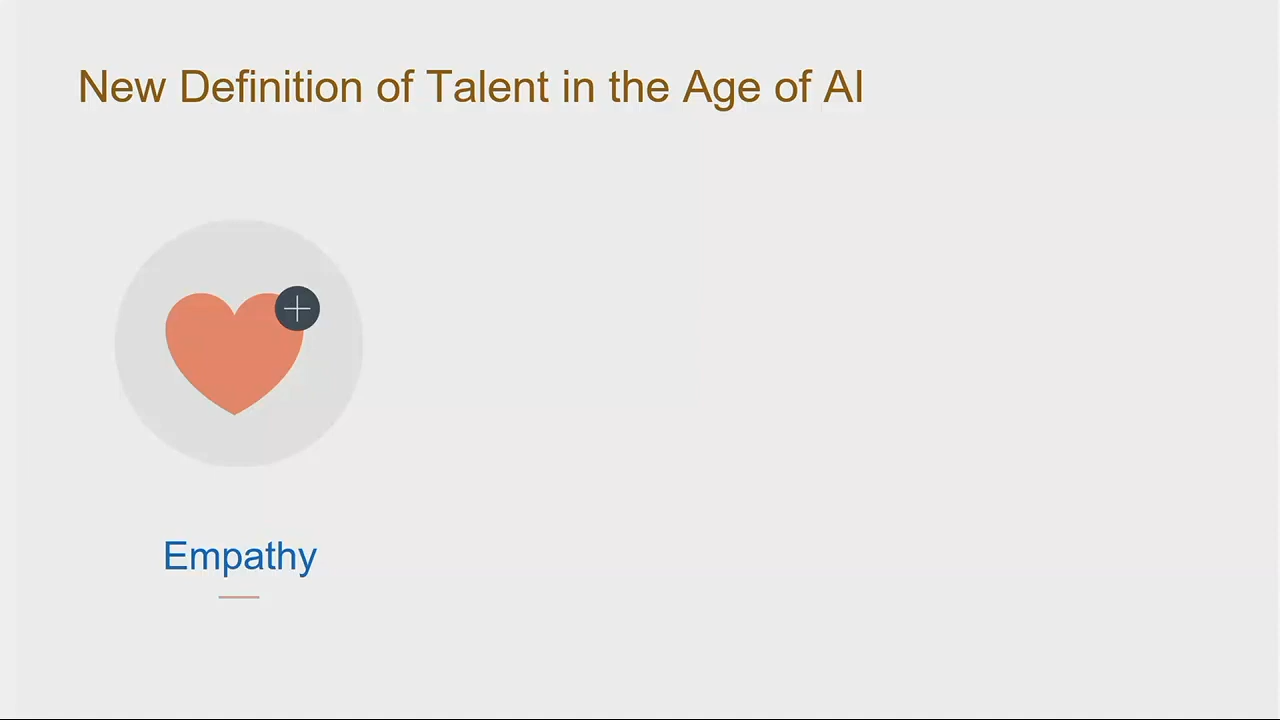 New Definition of Talent in the Age of AI
Empathy